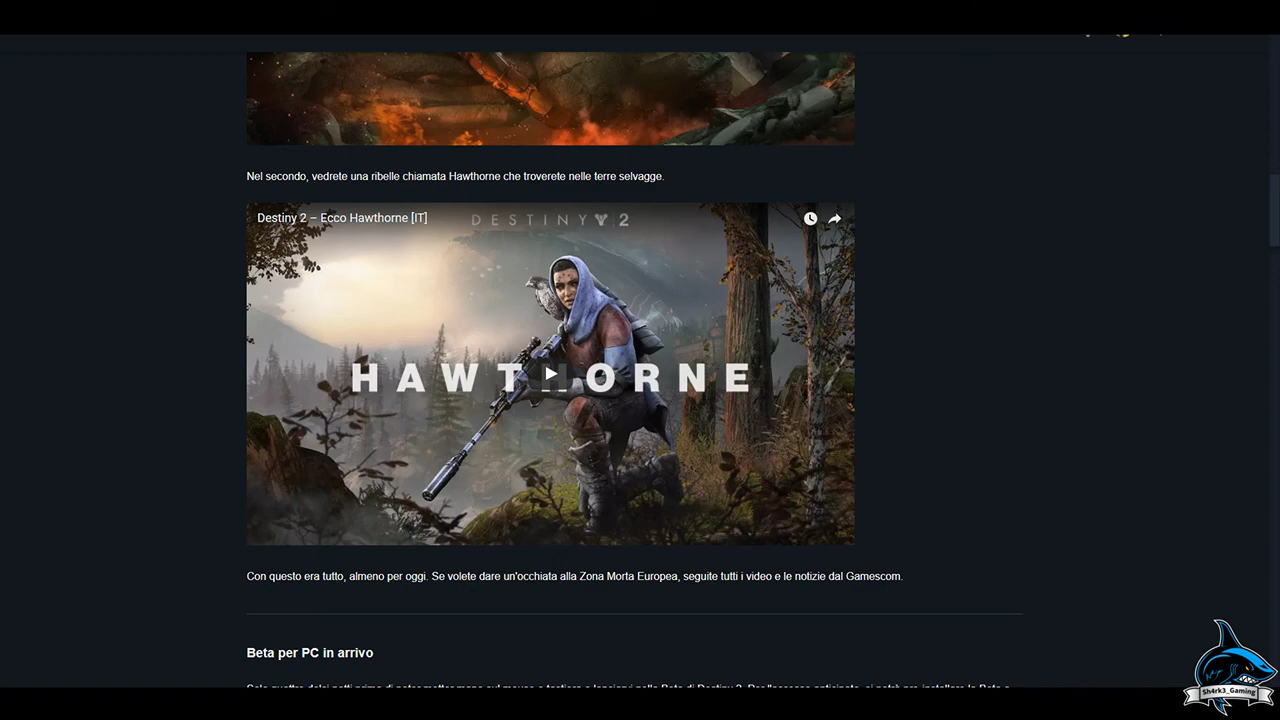 Nel secondo, vedrete una ribelle chiamata Hawthorne che troverete nelle terre selvagge.
Destiny 2 – Ecco Hawthorne [IT]
DESTINY 2
HAWTHORNE
Con questo era tutto, almeno per oggi. Se volete dare un'occhiata alla Zona Morta Europea, seguite tutti i video e le notizie dal Gamescom.
Beta per PC in arrivo
Sh4rk3_Gaming